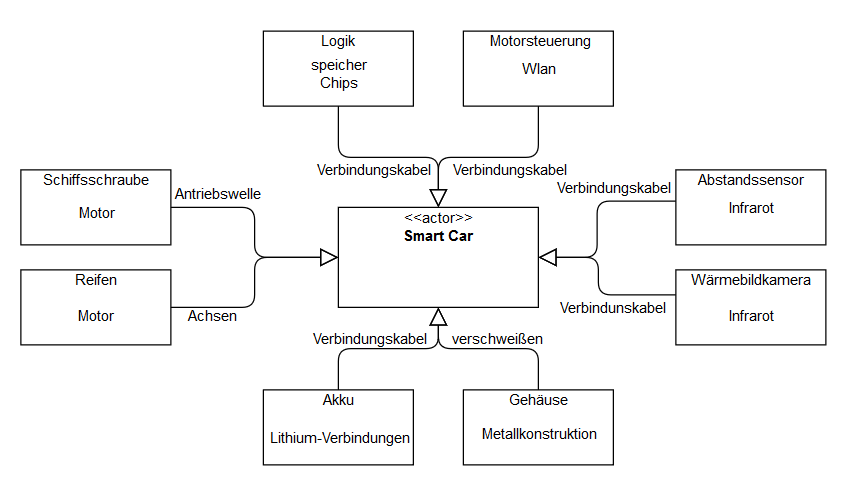 Logik
speicher
Chips
Motorsteuerung
Wlan
Verbindungskabel
Verbindungskabel
Schiffsschraube
Motor
Antriebswelle
Reifen
Motor
Achsen
<<actor>>
Smart Car
Verbindungskabel
Abstandssensor
Infrarot
Wärmebildkamera
Infrarot
Verbindunskabel
Verbindungskabel
verschweißen
Akku
Lithium-Verbindungen
Gehäuse
Metallkonstruktion